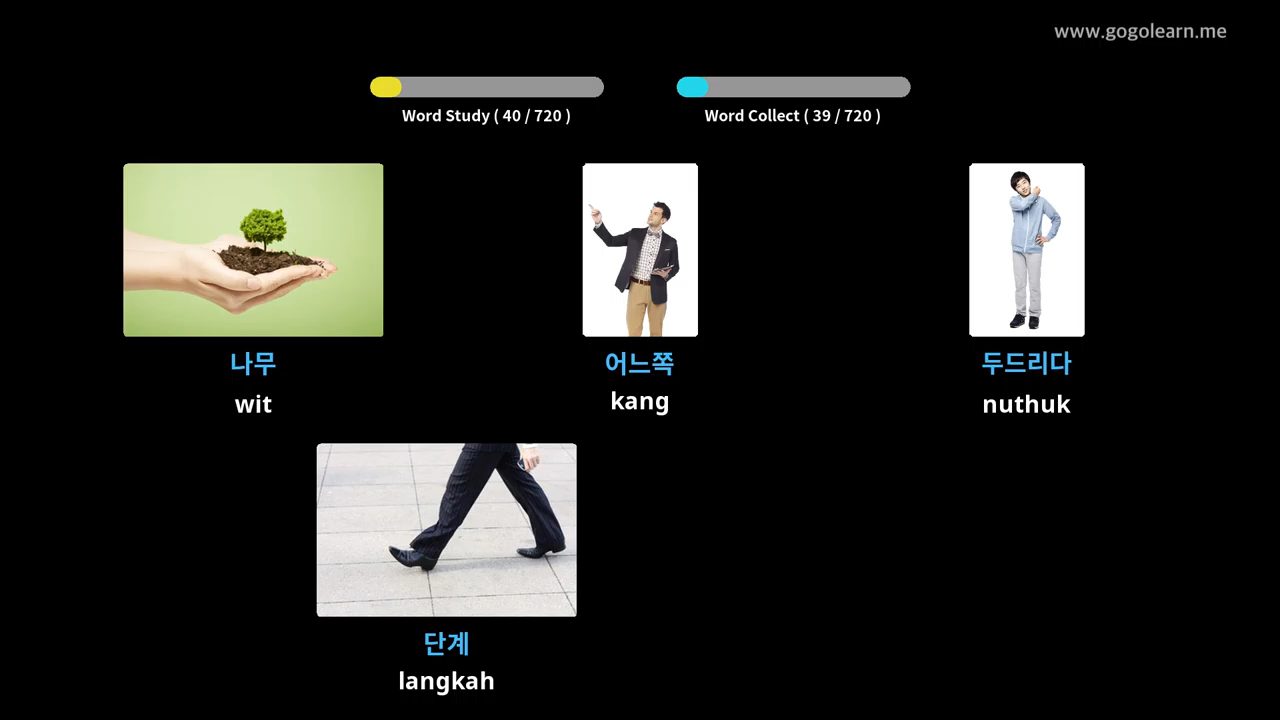 www.gogolearn.me
Word Study ( 40 / 720 )
Word Collect ( 39 / 720 )
나무
wit
어느쪽
kang
두드리다
nuthuk
단계
langkah